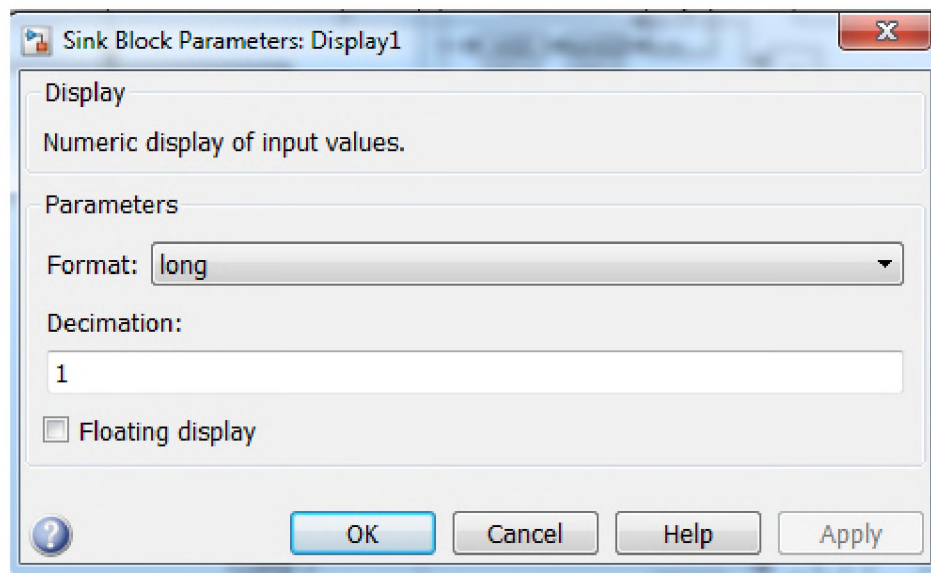 Sink Block Parameters: Display1
X
Display
Numeric display of input values.
Parameters
Format: long
Decimation:
1
Floating display
? OK Cancel Help Apply